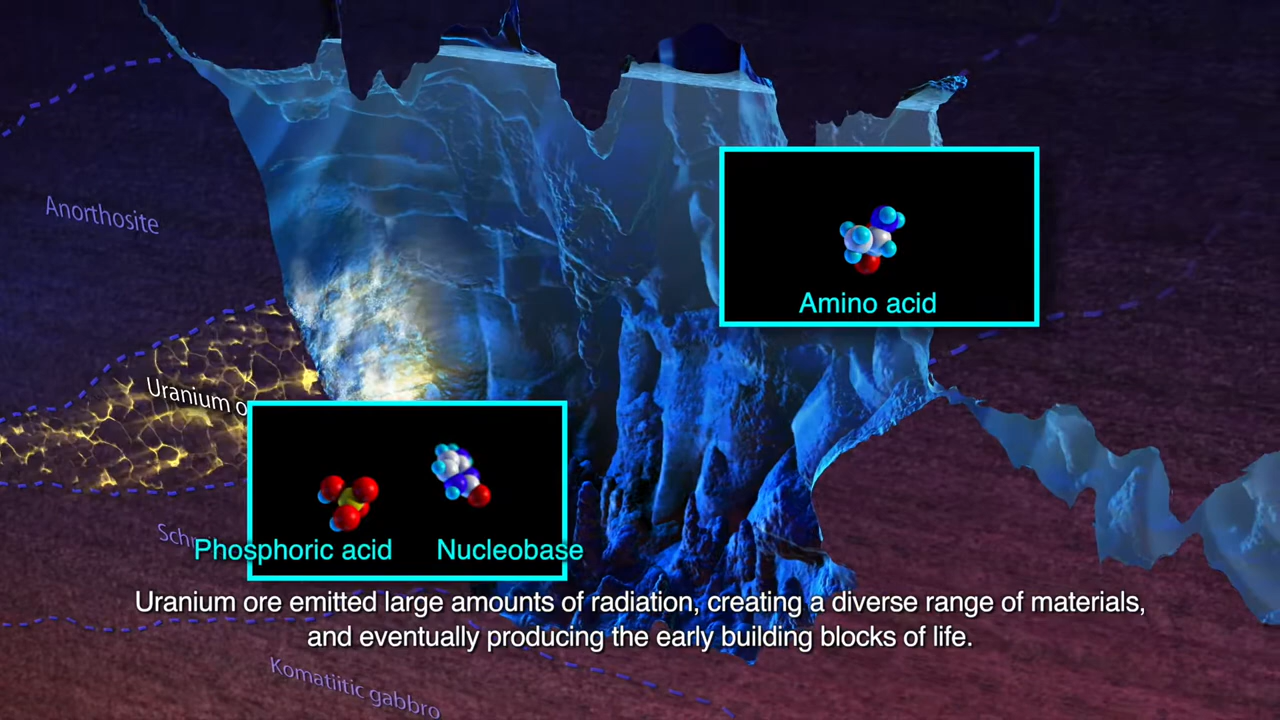 Anorthosite
Amino acid
Uranium o
Phosphoric acid
Nucleobase
Uranium ore emitted large amounts of radiation, creating a diverse range of materials,
and eventually producing the early building blocks of life.
Komatiitic gabbro